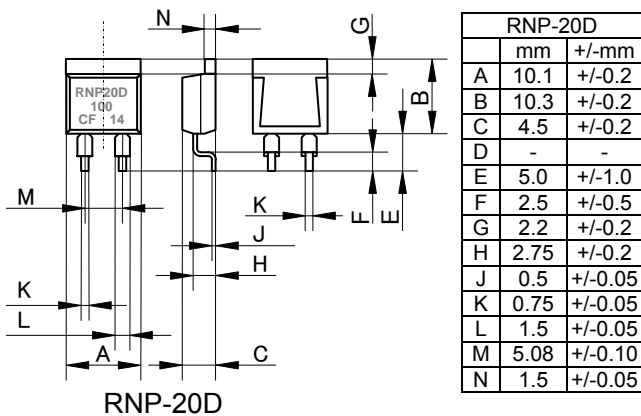 N
G
B
RNP20D
100
CF 14
M
K
F
E
J
H
K
L
A
C
RNP-20D
RNP-20D
mm +/-mm
A 10.1 +/-0.2
B 10.3 +/-0.2
C 4.5 +/-0.2
D - -
E 5.0 +/-1.0
F 2.5 +/-0.5
G 2.2 +/-0.2
H 2.75 +/-0.2
J 0.5 +/-0.05
K 0.75 +/-0.05
L 1.5 +/-0.05
M 5.08 +/-0.10
N 1.5 +/-0.05